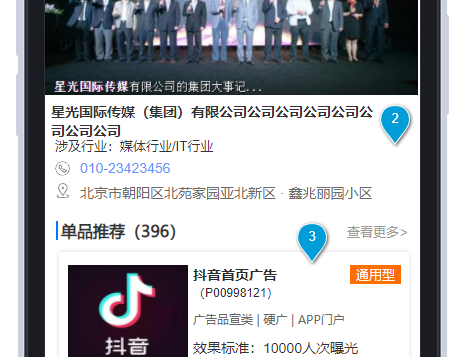 星光国际传媒有限公司的集团大事记...
星光国际传媒（集团）有限公司公司公司公司公司公
司公司公司
2
涉及行业：媒体行业/IT行业
010-23423456
北京市朝阳区北苑家园亚北新区 · 鑫兆丽园小区
单品推荐（396）
3
查看更多>
抖音首页广告
通用型
（P00998121）
广告品宣类 | 硬广 | APP门户
抖音
效果标准：10000人次曝光